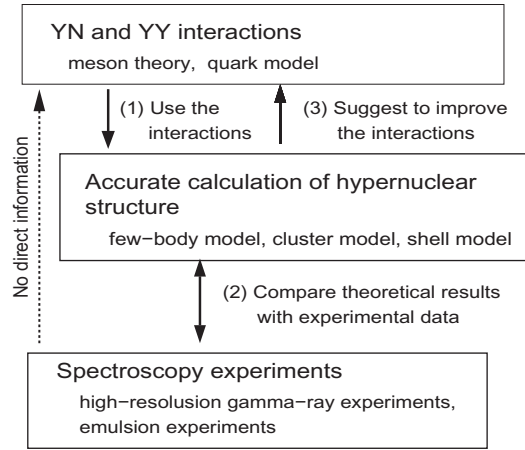 YN and YY interactions
meson theory, quark model
(1) Use the
interactions
(3) Suggest to improve
the interactions
No direct information
Accurate calculation of hypernuclear
structure
few−body model, cluster model, shell model
(2) Compare theoretical results
with experimental data
Spectroscopy experiments
high−resolusion gamma−ray experiments,
emulsion experiments